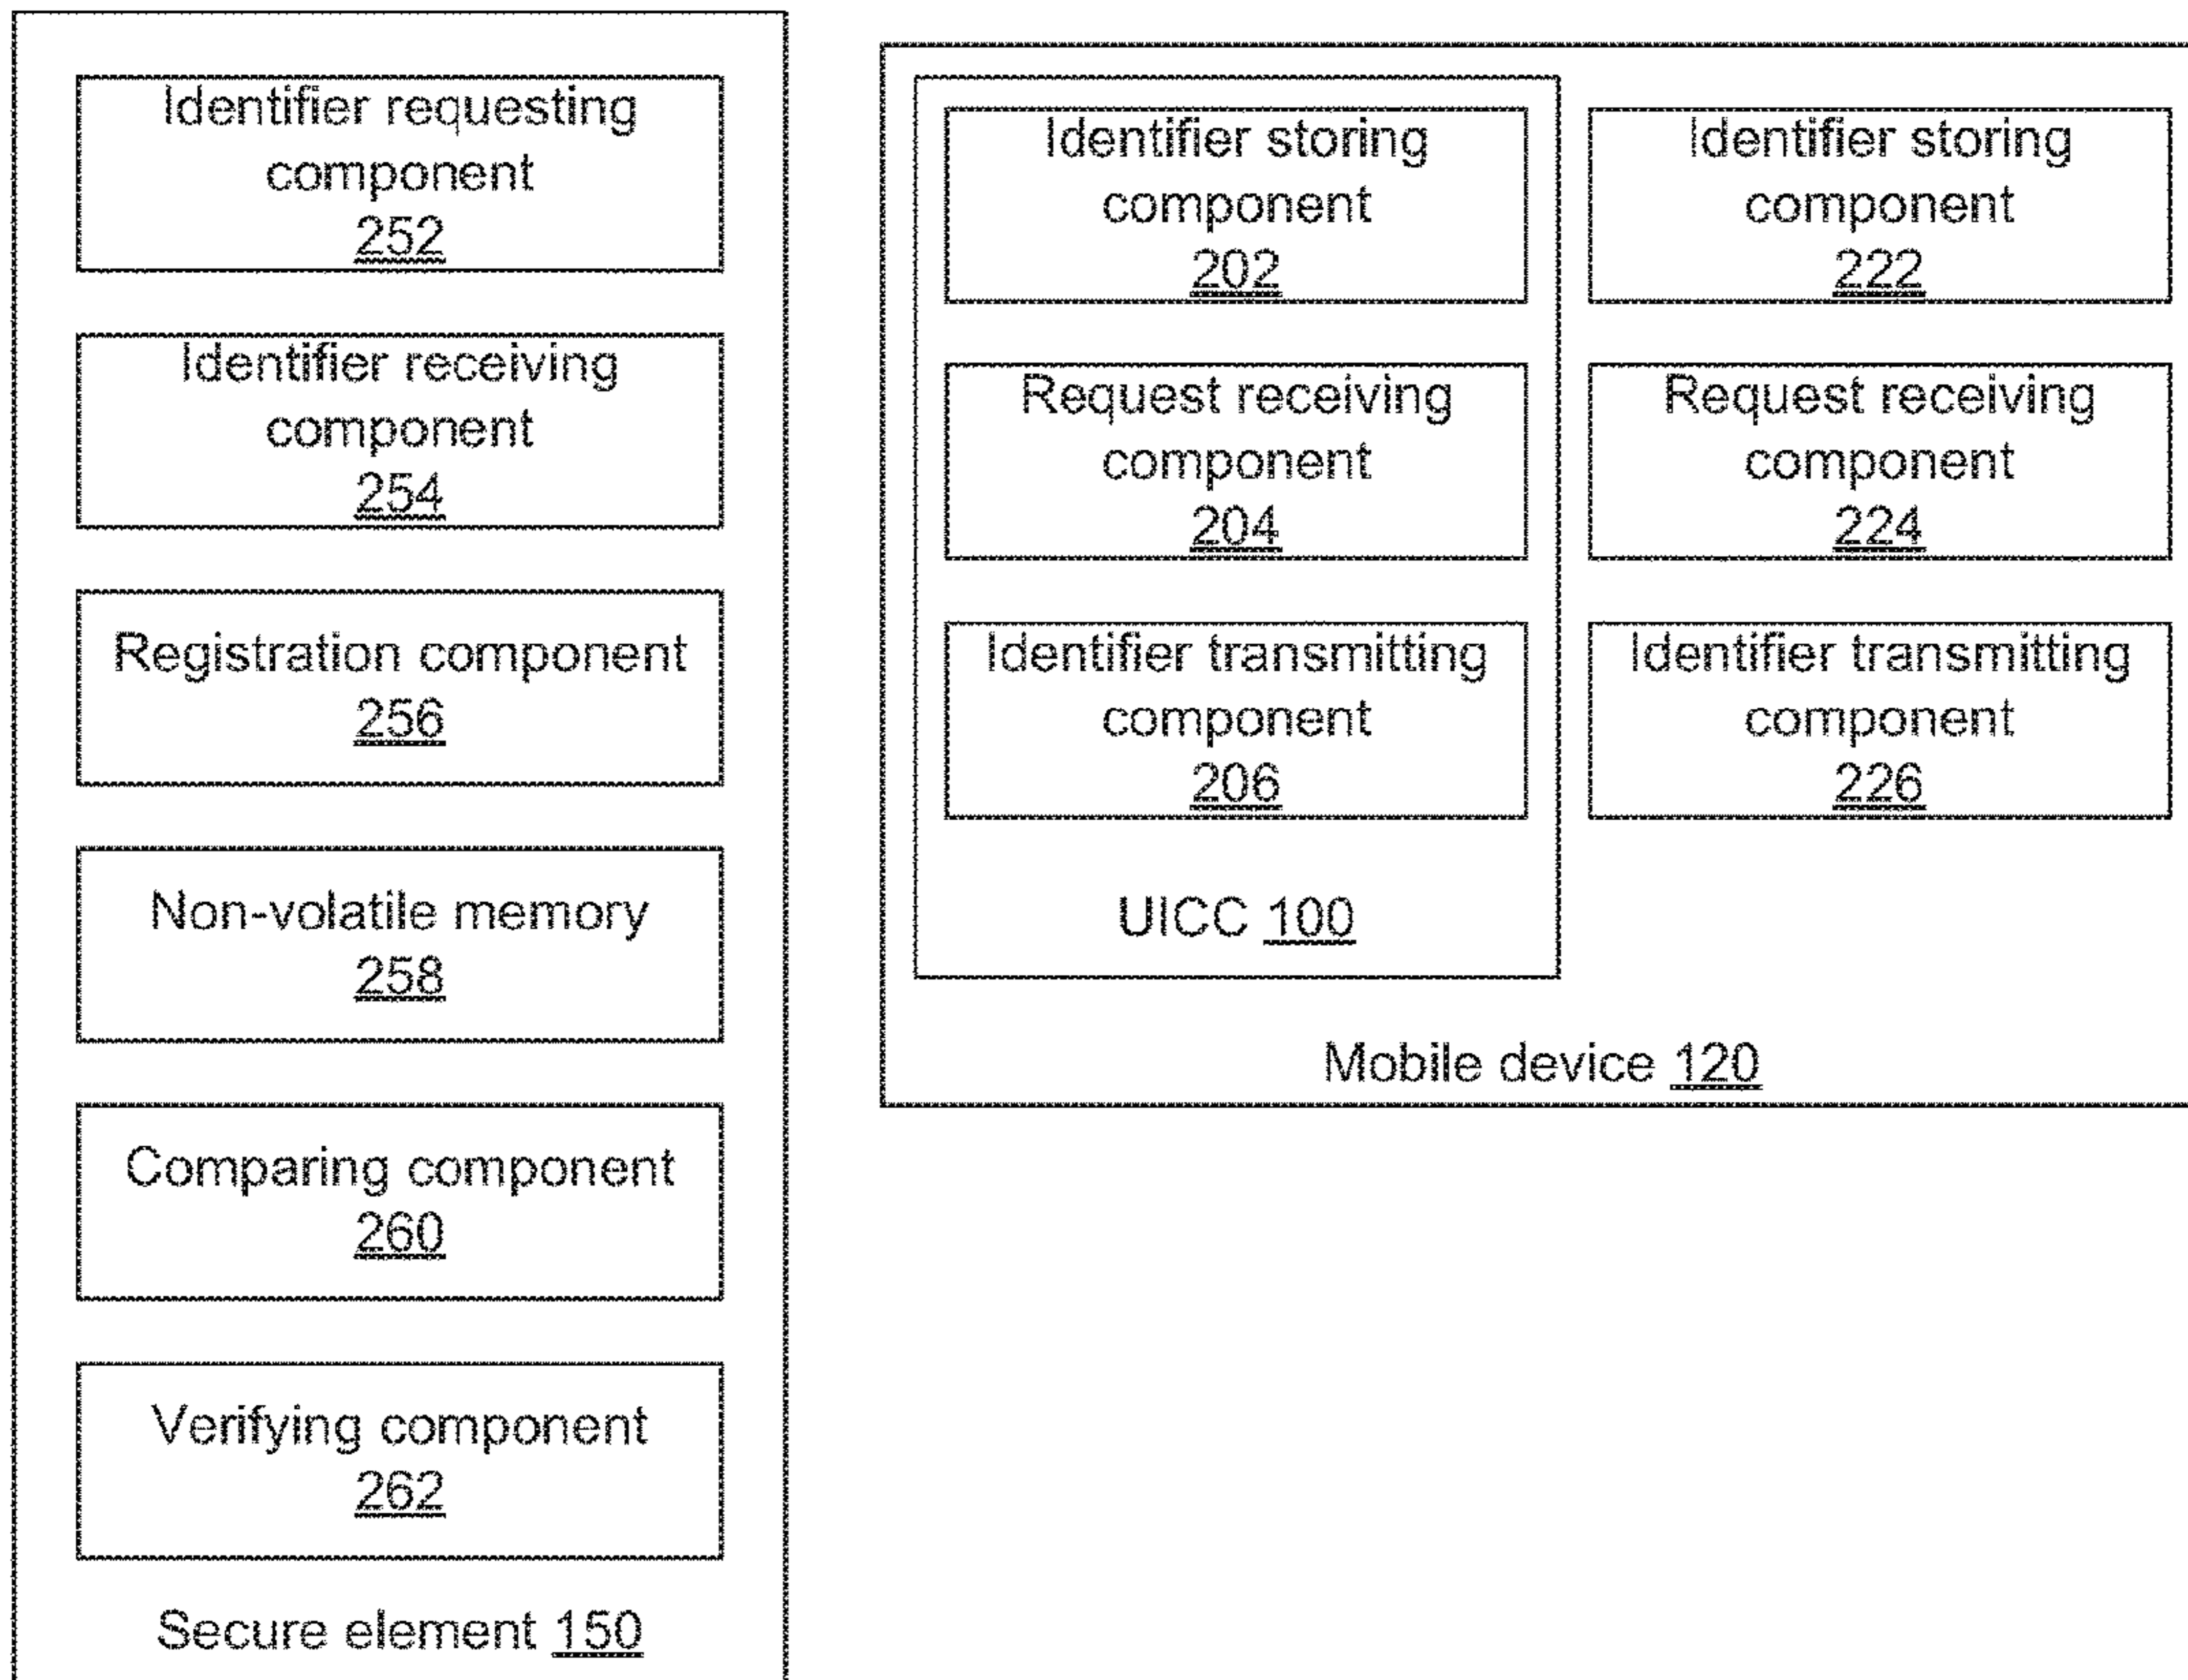 Identifier requesting
component
252
Identifier receiving
component
254
Registration component
256
Non-volatile memory
258
Comparing component
260
Verifying component
262
Secure element 150
Identifier storing
component
202
Request receiving
component
204
Identifier transmitting
component
206
UICC 100
Identifier storing
component
222
Request receiving
component
224
Identifier transmitting
component
226
Mobile device 120